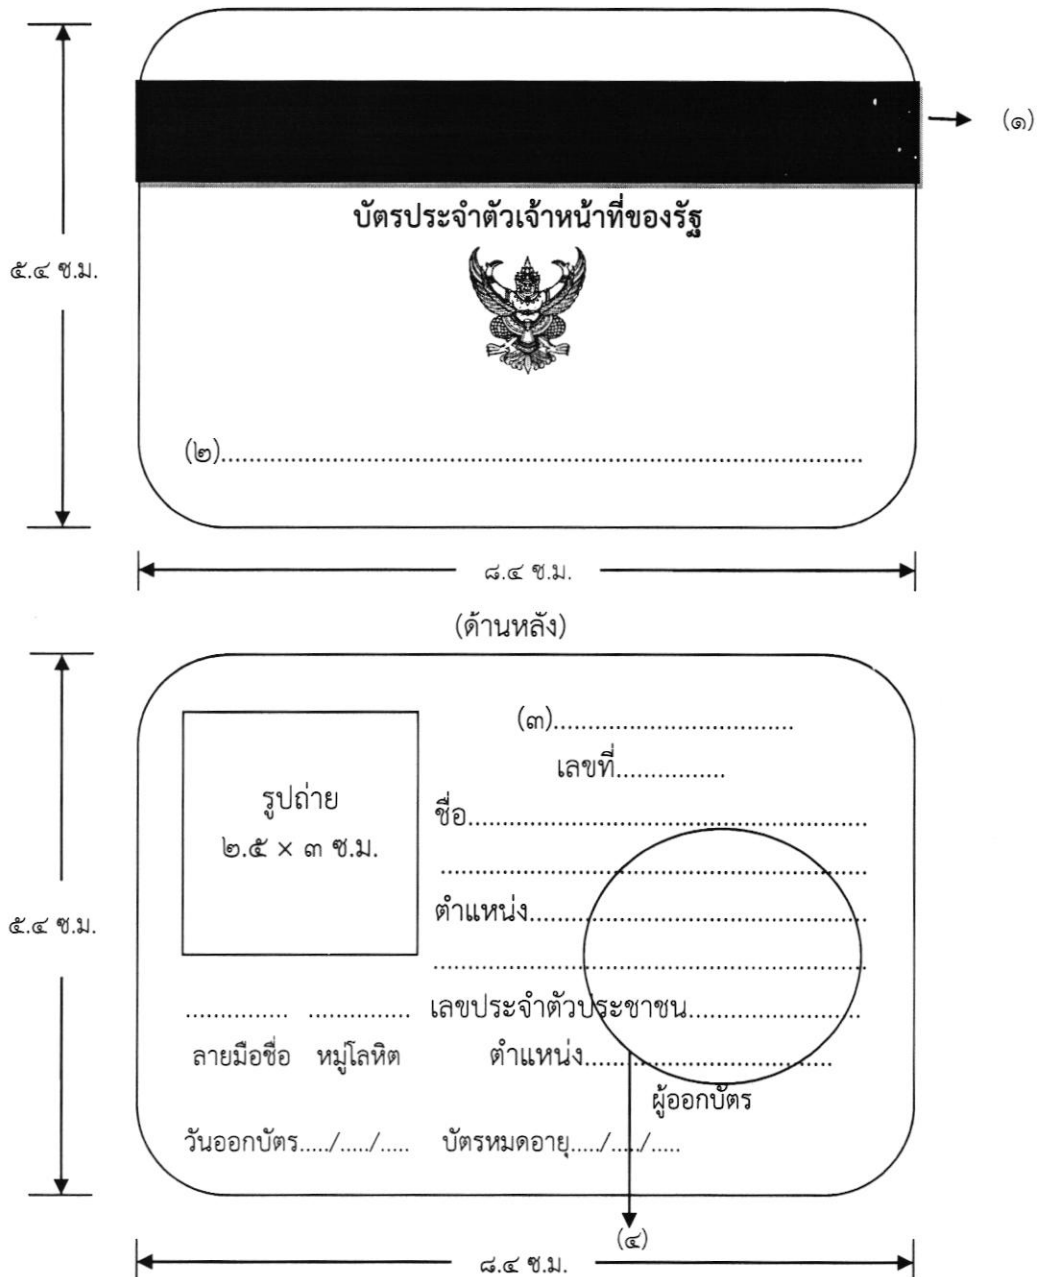 (๑)
บัตรประจำตัวเจ้าหน้าที่ของรัฐ
๕.๔ ซ.ม.
(๒)................................................................................
๘.๔ ซ.ม.
(ด้านหลัง)
(๓)..............................
เลขที่...............
รูปถ่าย
๒.๕ × ๓ ซ.ม.
ชื่อ..................................................
......................................................
ตำแหน่ง...........................................
......................................................
๕.๔ ซ.ม.
.............. .............. เลขประจำตัวประชาชน.....................
ลายมือชื่อ หมู่โลหิต ตำแหน่ง...............................
ผู้ออกบัตร
วันออกบัตร...../...../..... บัตรหมดอายุ...../...../.....
(๔)
๘.๔ ซ.ม.